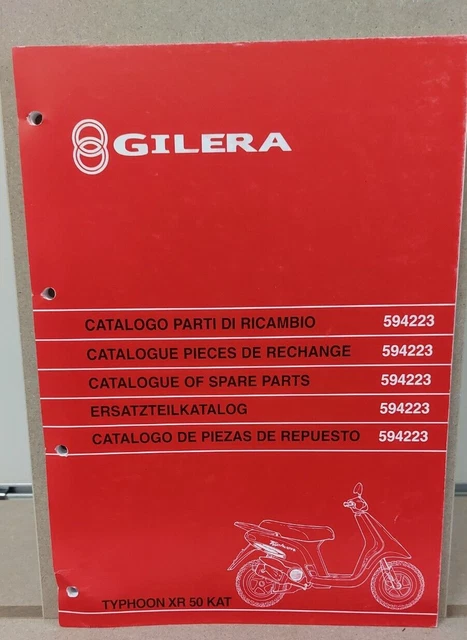 GILERA
CATALOGO PARTI DI RICAMBIO 594223
CATALOGUE PIECES DE RECHANGE 594223
CATALOGUE OF SPARE PARTS 594223
ERSATZTEILKATALOG 594223
CATALOGO DE PIEZAS DE REPUESTO 594223
Typhoon
TYPHOON XR 50 KAT